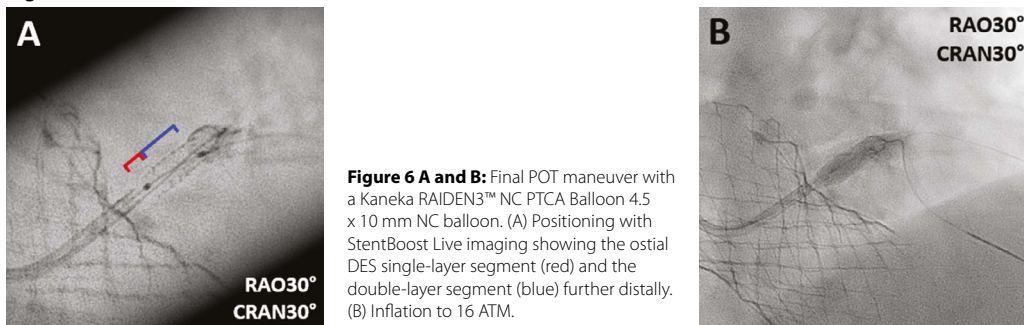 A
RAO30°
CRAN30°
Figure 6 A and B: Final POT maneuver with
a Kaneka RAIDEN3™ NC PTCA Balloon 4.5
x 10 mm NC balloon. (A) Positioning with
StentBoost Live imaging showing the ostial
DES single-layer segment (red) and the
double-layer segment (blue) further distally.
(B) Inflation to 16 ATM.
B
RAO30°
CRAN30°